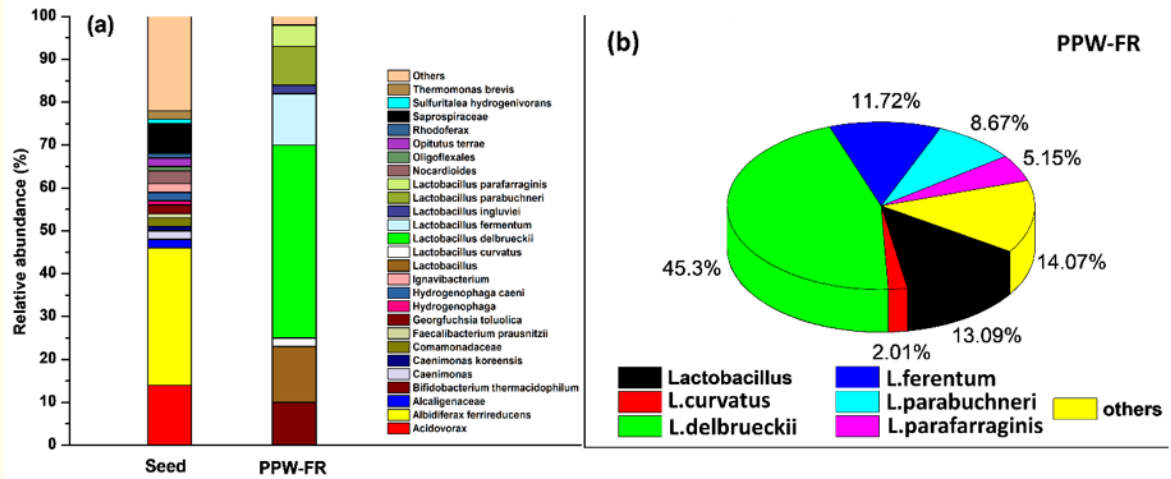 (a)
Relative abundance (%)
100
90
80
70
60
50
40
30
20
10
0
Seed
PPW-FR
Others
Thermomonas brevis
Sulfuritalea hydrogenivorans
Saprospiraceae
Rhodoferax
Opitutus terrae
Oligoflexales
Nocardioides
Lactobacillus parafarraginis
Lactobacillus parabuchneri
Lactobacillus ingluviei
Lactobacillus fermentum
Lactobacillus delbrueckii
Lactobacillus curvatus
Lactobacillus
Ignavibacterium
Hydrogenophaga caeni
Hydrogenophaga
Georgfuchsia toluolica
Faecalibacterium prausnitzii
Comamonadaceae
Caenimonas koreensis
Caenimonas
Bifidobacterium thermacidophilum
Alcaligenaceae
Albidiferax ferrireducens
Acidovorax
(b)
PPW-FR
11.72%
8.67%
5.15%
14.07%
13.09%
2.01%
45.3%
Lactobacillus
L.curvatus
L.delbrueckii
L.ferentum
L.parabuchneri
L.parafarraginis
others